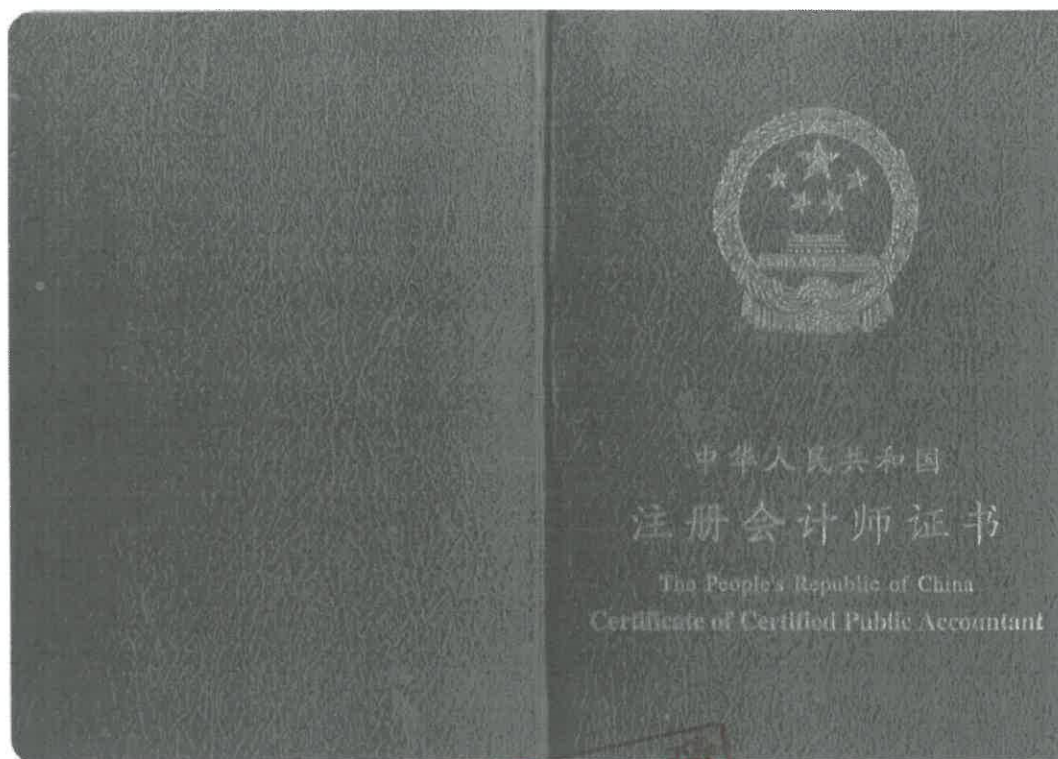 中华人民共和国
注册会计师证书
The People's Republic of China
Certificate of Certified Public Accountant